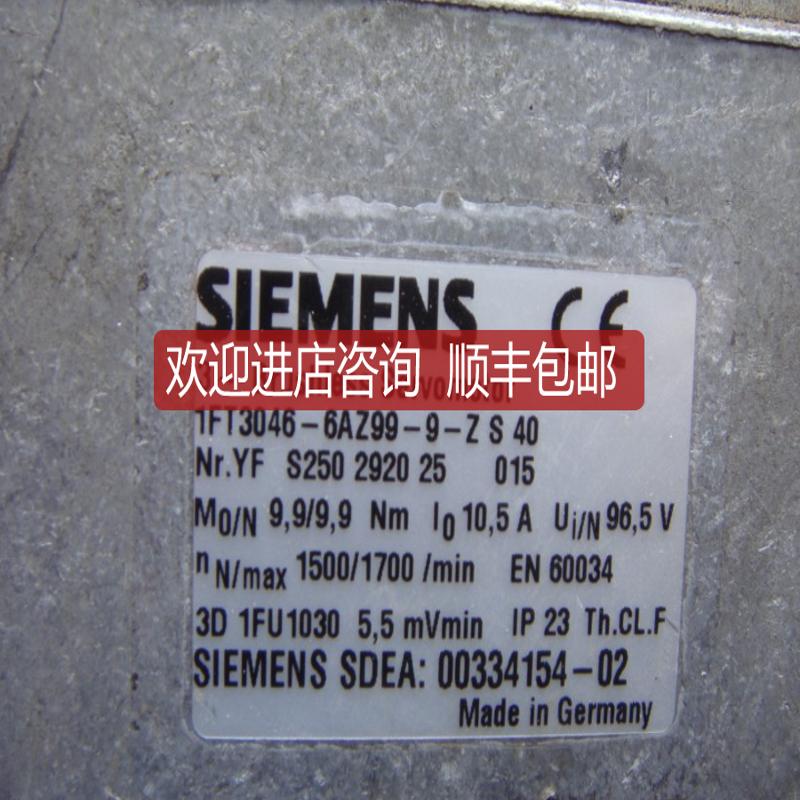 SIEMENS CE
欢迎进店咨询 顺丰包邮
1FT3046-6AZ99-9-Z S 40
Nr.YF S250 2920 25 015
M0/N 9,9/9,9 Nm I0 10,5 A Ui/N 96,5 V
nN/max 1500/1700 /min EN 60034
3D 1FU1030 5,5 mVmin IP 23 Th.CL.F
SIEMENS SDEA: 00334154-02
Made in Germany